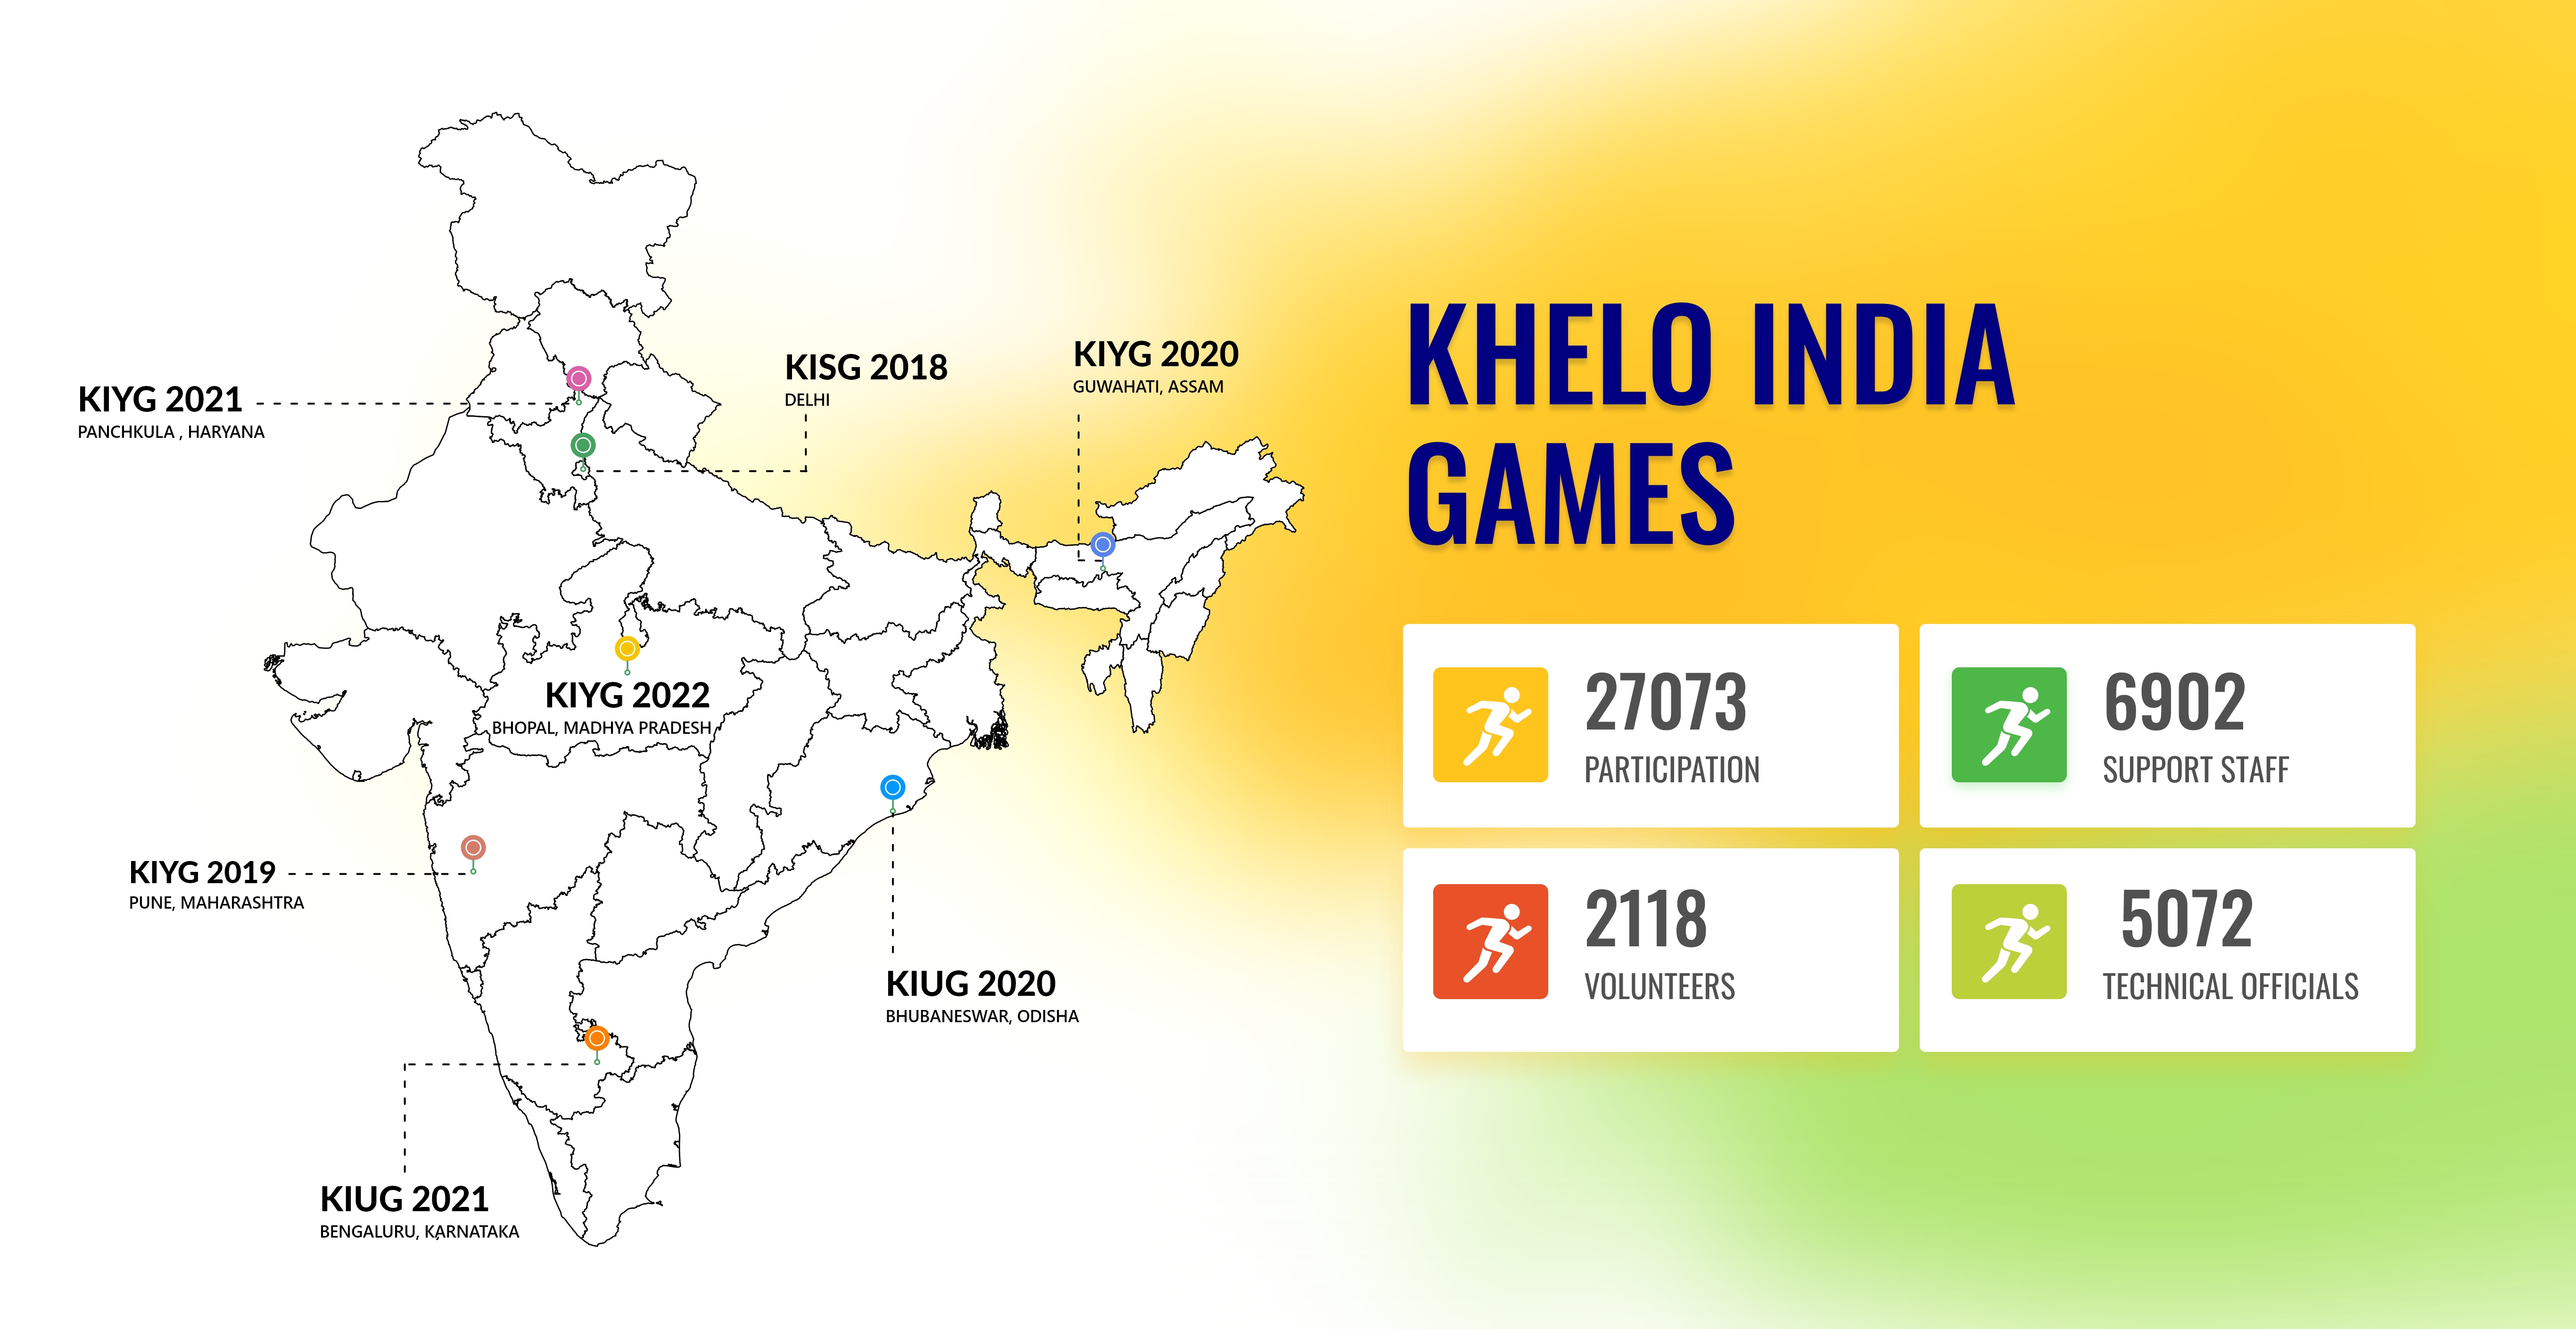 KIYG 2021
PANCHKULA , HARYANA
KISG 2018
DELHI
KIYG 2020
GUWAHATI, ASSAM
KIYG 2022
BHOPAL, MADHYA PRADESH
KIYG 2019
PUNE, MAHARASHTRA
KIUG 2020
BHUBANESWAR, ODISHA
KIUG 2021
BENGALURU, KARNATAKA
KHELO INDIA
GAMES
27073
PARTICIPATION
6902
SUPPORT STAFF
2118
VOLUNTEERS
5072
TECHNICAL OFFICIALS